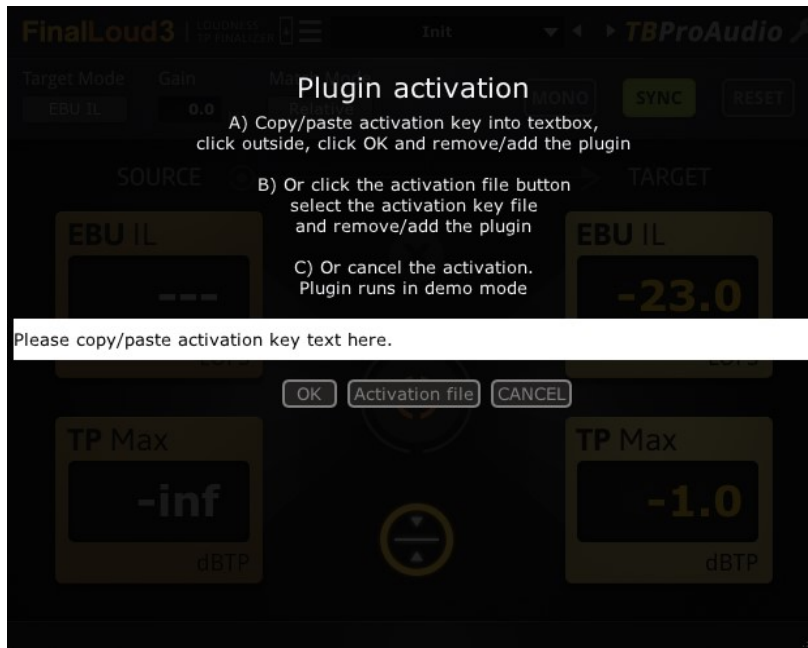 FinalLoud3 LOUDNESS TP FINALIZER Init TBProAudio
Target Mode Gain
EBU IL 0.0 Relative MONO SYNC RESET
Plugin activation
A) Copy/paste activation key into textbox,
click outside, click OK and remove/add the plugin
SOURCE TARGET
B) Or click the activation file button
select the activation key file
and remove/add the plugin
EBU IL EBU IL
C) Or cancel the activation.
Plugin runs in demo mode
--- -23.0
Please copy/paste activation key text here.
OK Activation file CANCEL
TP Max TP Max
-inf -1.0
dBTP dBTP